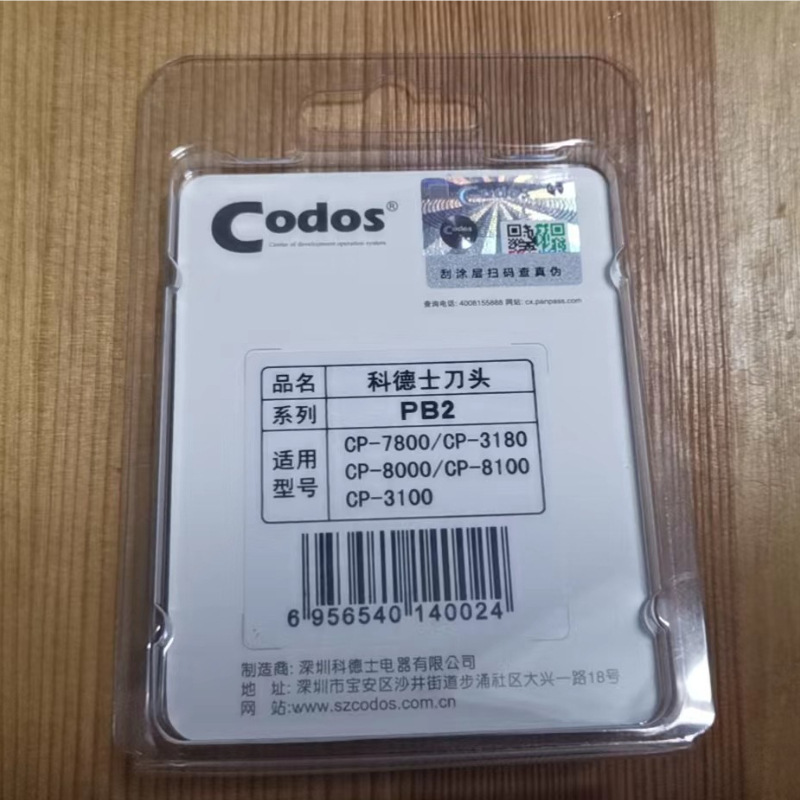 Codos®
Center of development operation system
Codos
Codos
刮涂层扫码查真伪
查询电话: 4008155888 网站: cx.panpass.com
品名 科德士刀头
系列 PB2
适用型号 CP-7800/CP-3180
CP-8000/CP-8100
CP-3100
6 956540 140024
制造商: 深圳科德士电器有限公司
地 址: 深圳市宝安区沙井街道步涌社区大兴一路18号
网 站:www.szcodos.com.cn